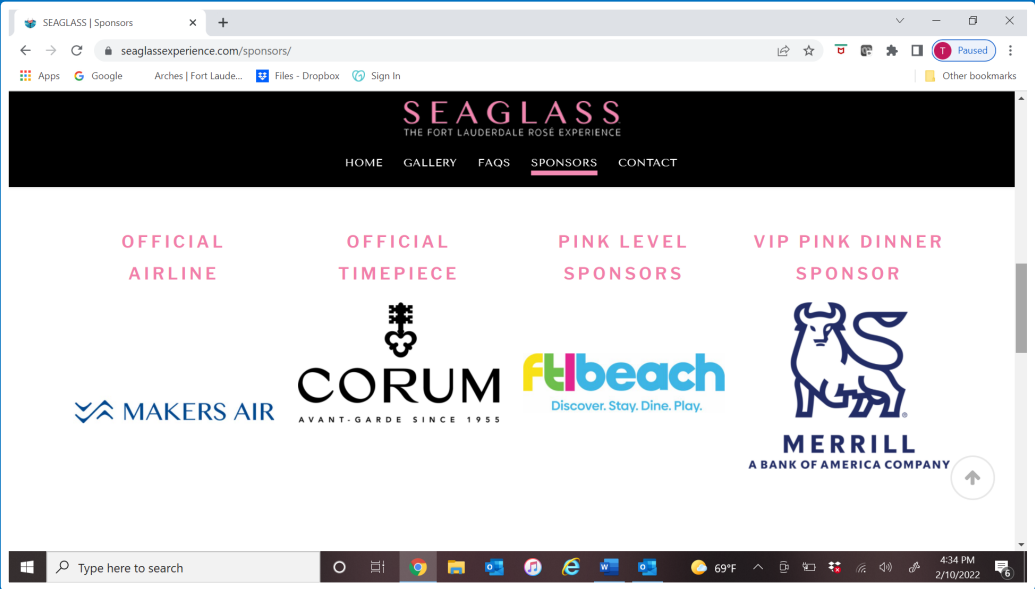 SEAGLASS | Sponsors
seaglassexperience.com/sponsors/
T Paused
Apps
G Google
Arches | Fort Laude...
Files - Dropbox
Sign In
Other bookmarks
SEAGLASS
THE FORT LAUDERDALE ROSÉ EXPERIENCE
HOME GALLERY FAQS SPONSORS CONTACT
OFFICIAL
AIRLINE
MAKERS AIR
OFFICIAL
TIMEPIECE
CORUM
AVANT-GARDE SINCE 1955
PINK LEVEL
SPONSORS
ftlbeach
Discover. Stay. Dine. Play.
VIP PINK DINNER
SPONSOR
MERRILL
A BANK OF AMERICA COMPANY
Type here to search
69°F
4:34 PM
2/10/2022
6